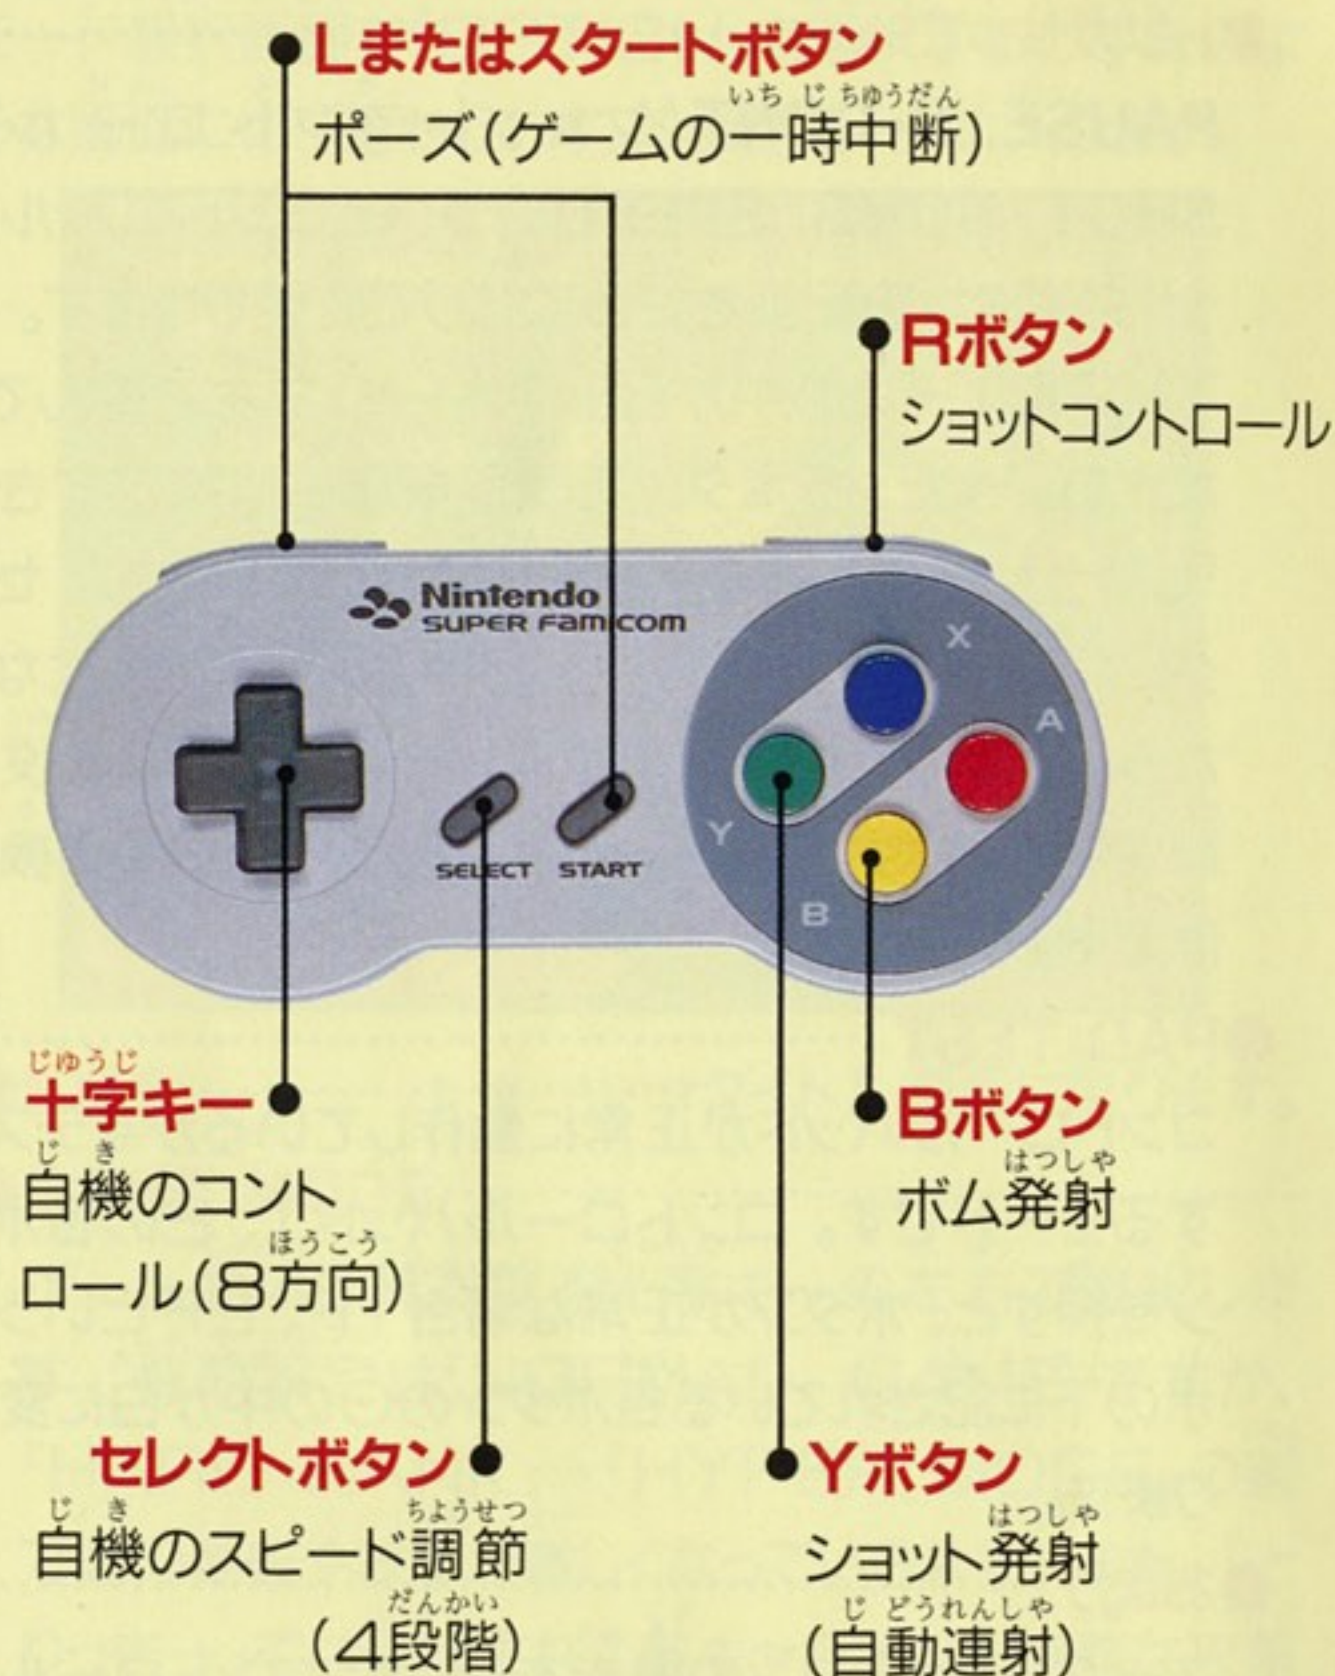 Lまたはスタートボタン
いちじちゅうだん
ポーズ(ゲームの一時中断)
Rボタン
ショットコントロール
Nintendo
SUPER FAMICOM
X
A
Y
B
SELECT START
じゅうじ
十字キー
じき
自機のコント
ほうこう
ロール(8方向)
Bボタン
はつしや
ボム発射
セレクトボタン
じき ちょうせつ
自機のスピード調節
だんかい
(4段階)
Yボタン
はつしや
ショット発射
じどうれんしや
(自動連射)